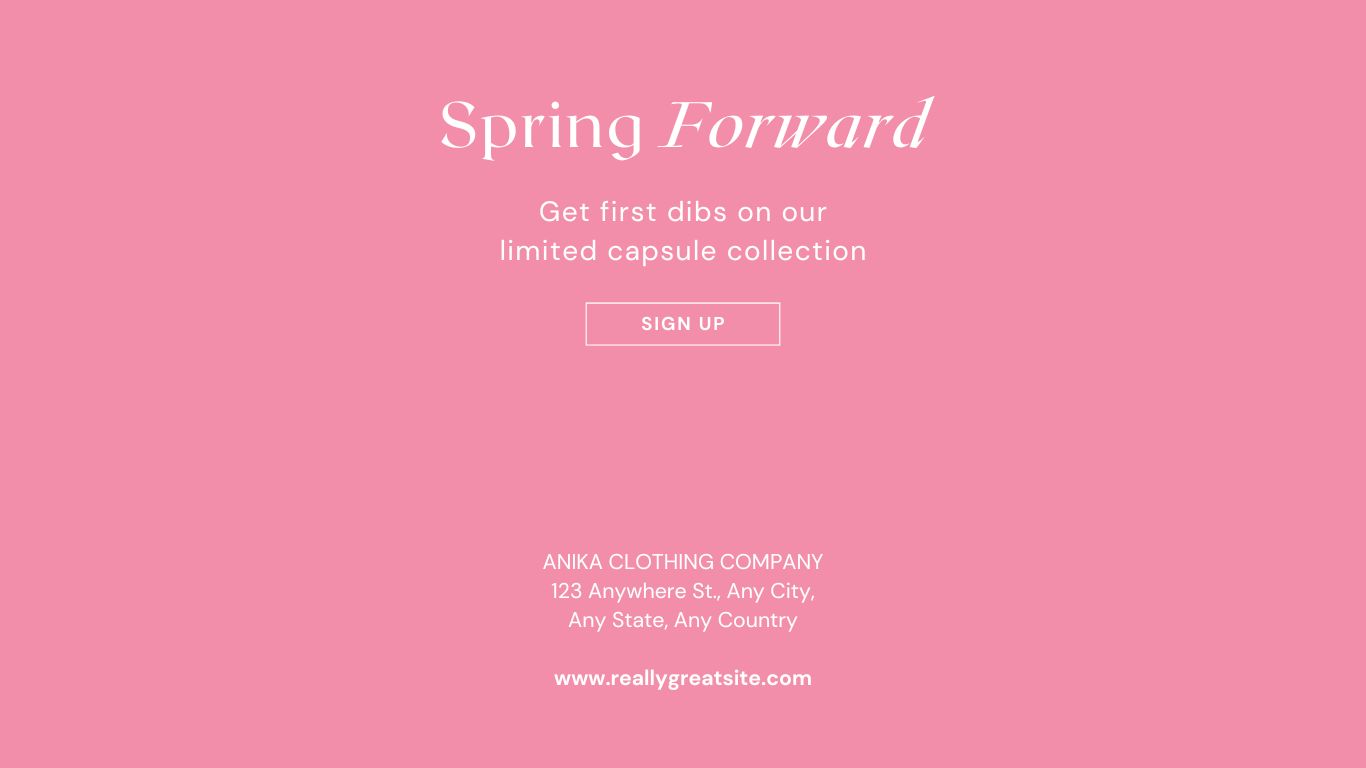 Spring Forward
Get first dibs on our
limited capsule collection
SIGN UP
ANIKA CLOTHING COMPANY
123 Anywhere St., Any City,
Any State, Any Country
www.reallygreatsite.com